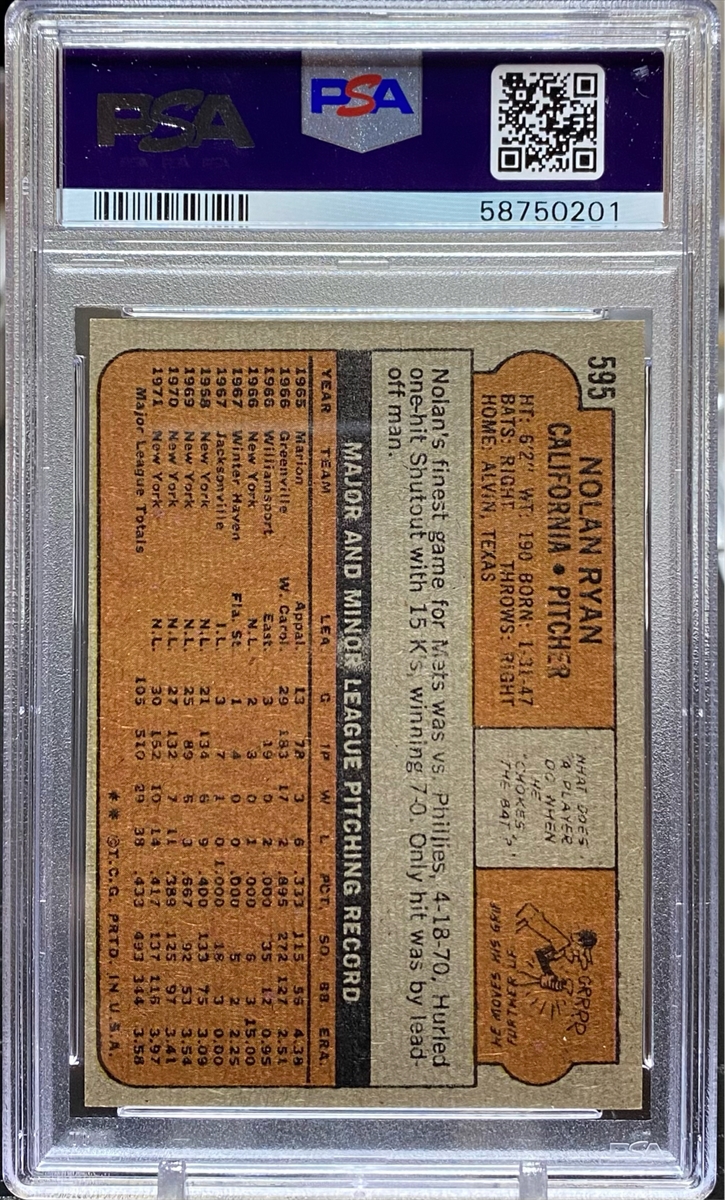 PSA
PSA
58750201
595
NOLAN RYAN
CALIFORNIA • PITCHER
HT: 6'2" WT: 190 BORN: 1-31-47
BATS: RIGHT THROWS: RIGHT
HOME: ALVIN, TEXAS
WHAT DOES
A PLAYER
DO WHEN
HE
"CHOKES
THE BAT"?
GRRRR
HE MOVES HIS GRIP
FURTHER UP
Nolan's finest game for Mets was vs. Phillies, 4-18-70. Hurled
one-hit Shutout with 15 K's, winning 7-0. Only hit was by lead-
off man.
MAJOR AND MINOR LEAGUE PITCHING RECORD
YEAR TEAM LEA G IP W L PCT. SO. BB. ERA.
1965 Marion Appal. 13 78 3 6 .333 115 56 4.38
1966 Greenville W. Carol. 29 183 17 2 .895 272 127 2.51
1966 Williamsport East. 3 19 0 2 .000 35 12 0.95
1966 New York N.L. 2 3 0 1 .000 6 3 15.00
1967 Winter Haven Fla. St. 1 4 0 0 .000 5 2 2.25
1967 Jacksonville I.L. 3 7 1 0 1.000 18 3 0.00
1968 New York N.L. 21 134 6 9 .400 133 75 3.09
1969 New York N.L. 25 89 6 3 .667 92 53 3.54
1970 New York N.L. 27 132 7 11 .389 125 97 3.41
1971 New York N.L. 30 152 10 14 .417 137 116 3.97
Major League Totals 105 510 29 38 .433 493 344 3.58
* * © T.C.G. PRTD. IN U.S.A.
PSA